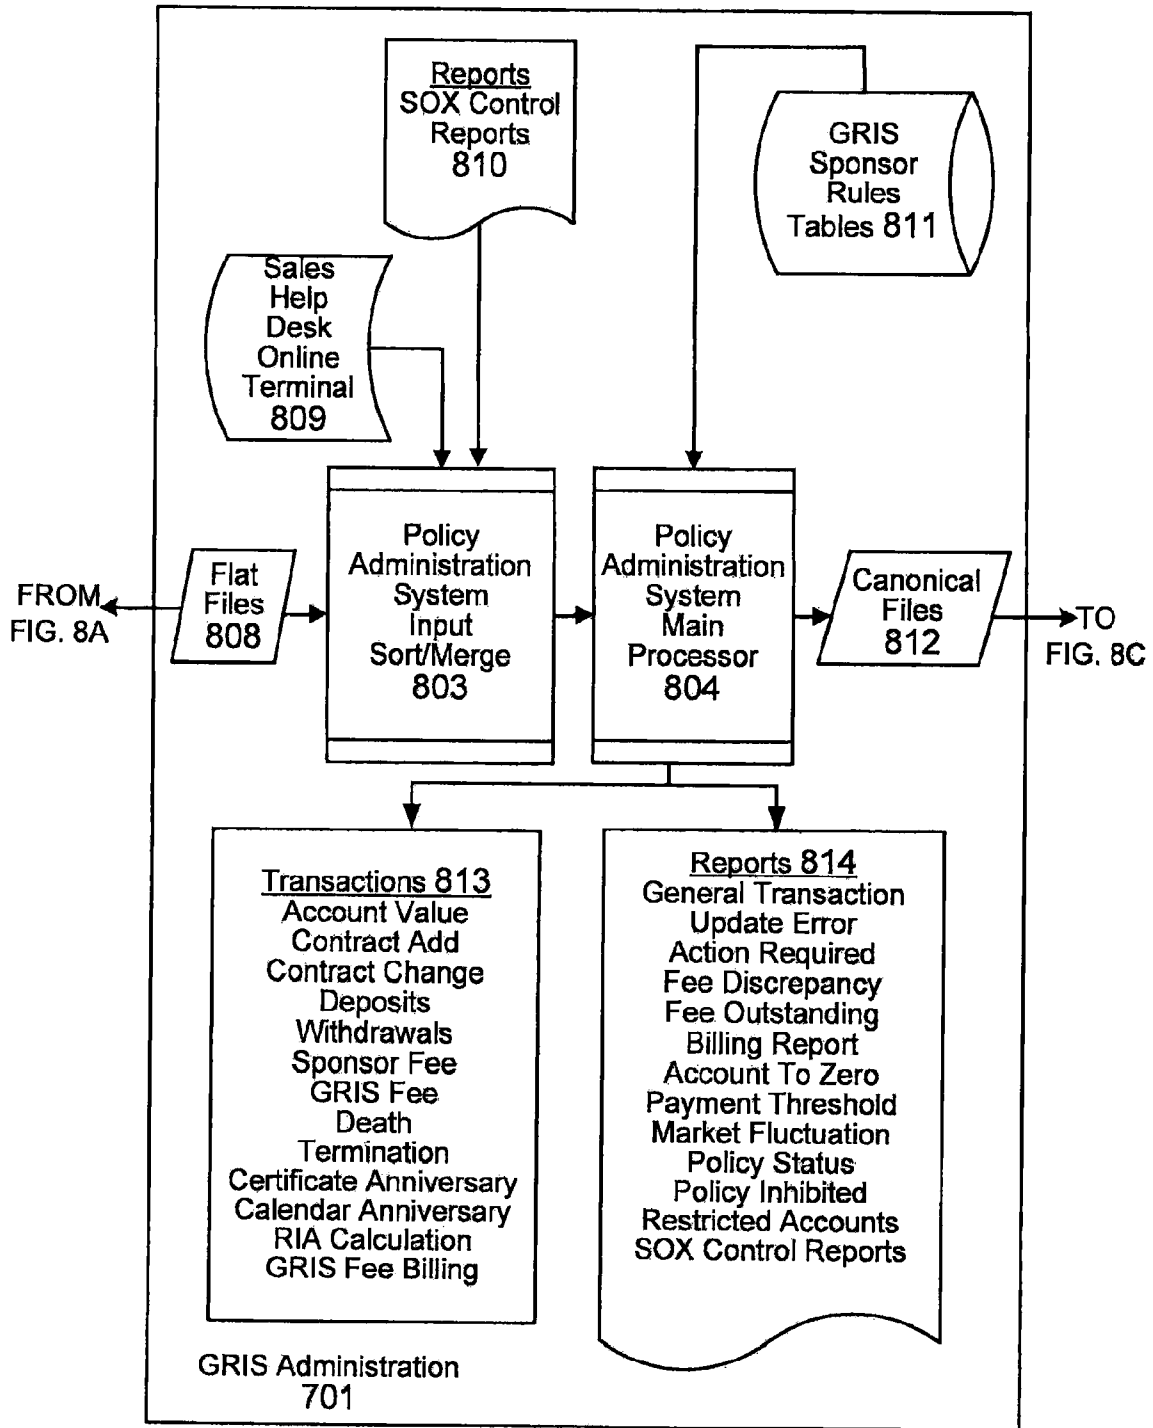 Reports
SOX Control
Reports
810
GRIS
Sponsor
Rules
Tables 811
Sales
Help
Desk
Online
Terminal
809
FROM
FIG. 8A
Flat
Files
808
Policy
Administration
System
Input
Sort/Merge
803
Policy
Administration
System
Main
Processor
804
Canonical
Files
812
TO
FIG. 8C
Transactions 813
Account Value
Contract Add
Contract Change
Deposits
Withdrawals
Sponsor Fee
GRIS Fee
Death
Termination
Certificate Anniversary
Calendar Anniversary
RIA Calculation
GRIS Fee Billing
Reports 814
General Transaction
Update Error
Action Required
Fee Discrepancy
Fee Outstanding
Billing Report
Account To Zero
Payment Threshold
Market Fluctuation
Policy Status
Policy Inhibited
Restricted Accounts
SOX Control Reports
GRIS Administration
701